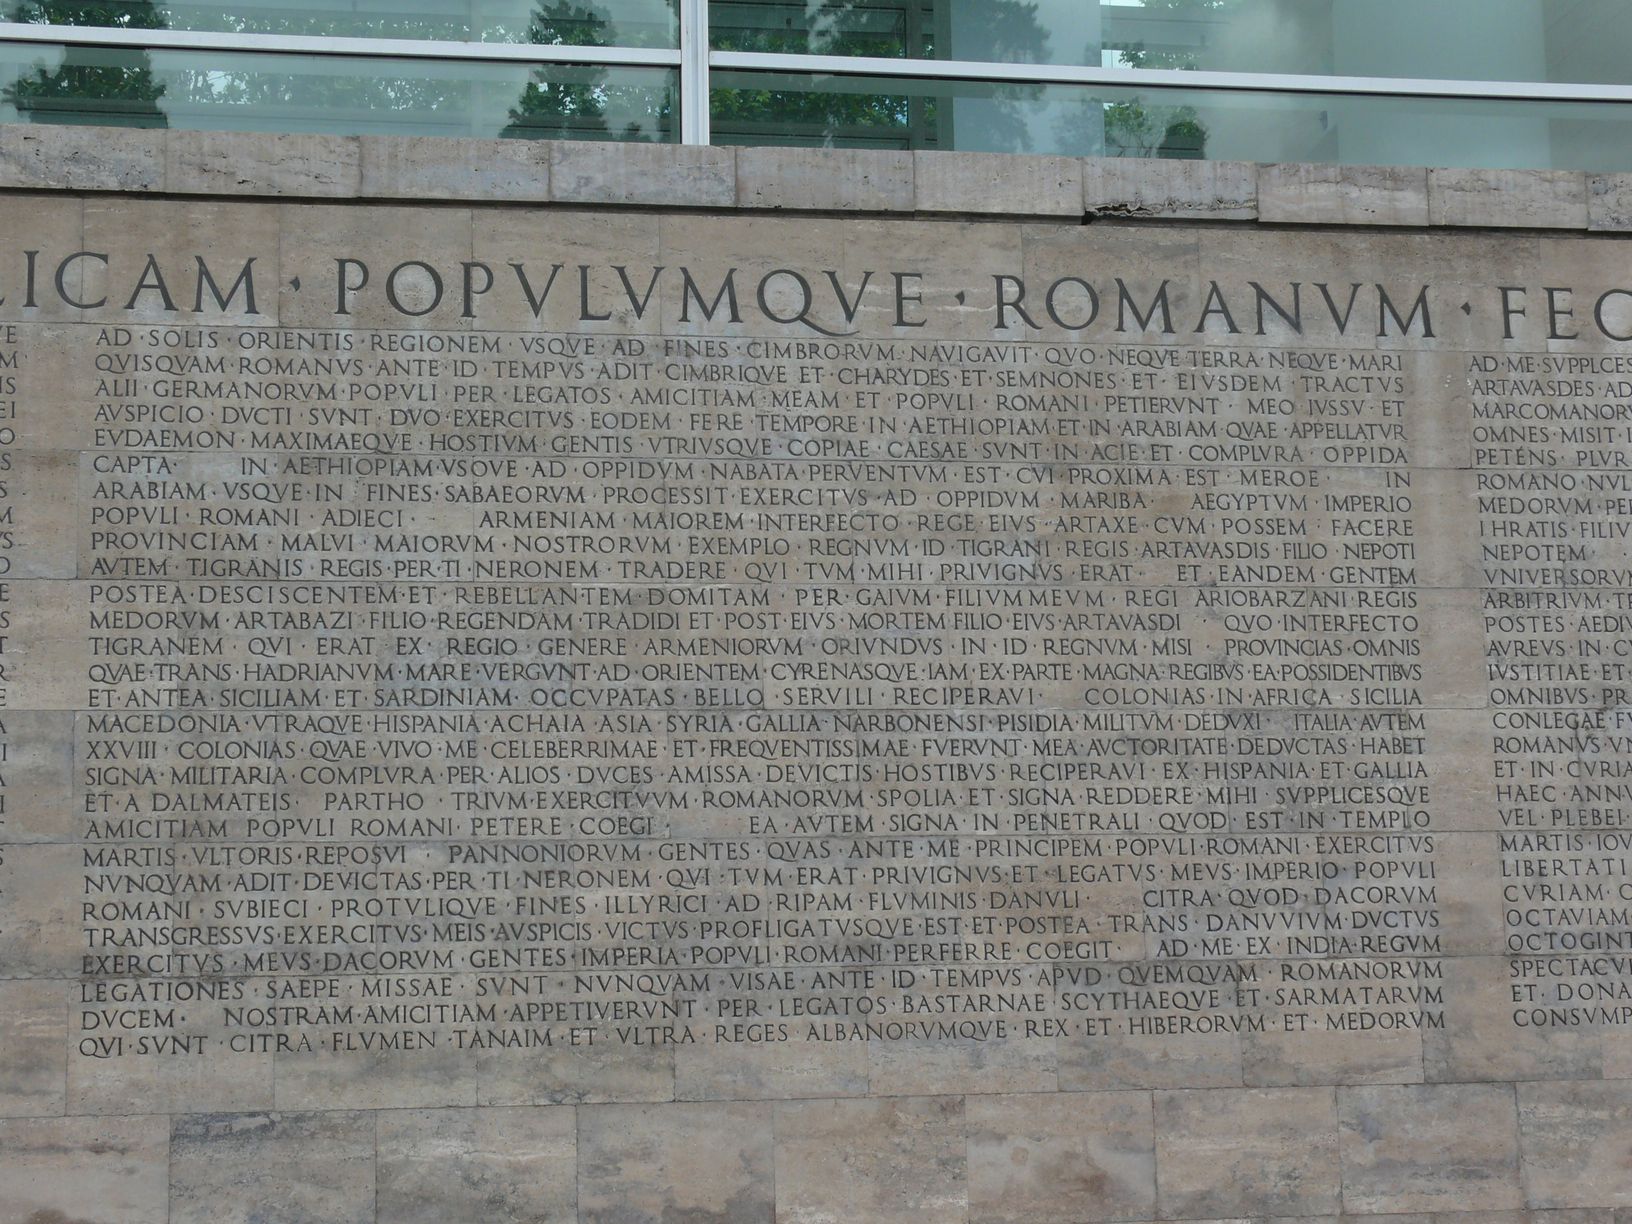 ICAM · POPVLVMQVE · ROMANVM · FEC
AD · SOLIS · ORIENTIS · REGIONEM · VSQVE · AD · FINES · CIMBRORVM · NAVIGAVIT · QVO · NEQVE · TERRA · NEQVE · MARI
QVISQVAM · ROMANVS · ANTE · ID · TEMPVS · ADIT · CIMBRIQVE · ET · CHARYDES · ET · SEMNONES · ET · EIVSDEM · TRACTVS
ALII · GERMANORVM · POPVLI · PER · LEGATOS · AMICITIAM · MEAM · ET · POPVLI · ROMANI · PETIERVNT · MEO · IVSSV · ET
AVSPICIO · DVCTI · SVNT · DVO · EXERCITVS · EODEM · FERE · TEMPORE · IN · AETHIOPIAM · ET · IN · ARABIAM · QVAE · APPELLATVR
EVDAEMON · MAXIMAEQVE · HOSTIVM · GENTIS · VTRIVSQVE · COPIAE · CAESAE · SVNT · IN · ACIE · ET · COMPLVRA · OPPIDA
CAPTA · IN · AETHIOPIAM · VSQVE · AD · OPPIDVM · NABATA · PERVENTVM · EST · CVI · PROXIMA · EST · MEROE · IN
ARABIAM · VSQVE · IN · FINES · SABAEORVM · PROCESSIT · EXERCITVS · AD · OPPIDVM · MARIBA · AEGYPTVM · IMPERIO
POPVLI · ROMANI · ADIECI · ARMENIAM · MAIOREM · INTERFECTO · REGE · EIVS · ARTAXE · CVM · POSSEM · FACERE
PROVINCIAM · MALVI · MAIORVM · NOSTRORVM · EXEMPLO · REGNVM · ID · TIGRANI · REGIS · ARTAVASDIS · FILIO · NEPOTI
AVTEM · TIGRANIS · REGIS · PER · TI · NERONEM · TRADERE · QVI · TVM · MIHI · PRIVIGNVS · ERAT · ET · EANDEM · GENTEM
POSTEA · DESCISCENTEM · ET · REBELLANTEM · DOMITAM · PER · GAIVM · FILIVM · MEVM · REGI · ARIOBARZANI · REGIS
MEDORVM · ARTABAZI · FILIO · REGENDAM · TRADIDI · ET · POST · EIVS · MORTEM · FILIO · EIVS · ARTAVASDI · QVO · INTERFECTO
TIGRANEM · QVI · ERAT · EX · REGIO · GENERE · ARMENIORVM · ORIVNDVS · IN · ID · REGNVM · MISI · PROVINCIAS · OMNIS
QVAE · TRANS · HADRIANVM · MARE · VERGVNT · AD · ORIENTEM · CYRENASQVE · IAM · EX · PARTE · MAGNA · REGIBVS · EA · POSSIDENTIBVS
ET · ANTEA · SICILIAM · ET · SARDINIAM · OCCVPATAS · BELLO · SERVILI · RECIPERAVI · COLONIAS · IN · AFRICA · SICILIA
MACEDONIA · VTRAQVE · HISPANIA · ACHAIA · ASIA · SYRIA · GALLIA · NARBONENSI · PISIDIA · MILITVM · DEDVXI · ITALIA · AVTEM
XXVIII · COLONIAS · QVAE · VIVO · ME · CELEBERRIMAE · ET · FREQVENTISSIMAE · FVERVNT · MEA · AVCTORITATE · DEDVCTAS · HABET
SIGNA · MILITARIA · COMPLVRA · PER · ALIOS · DVCES · AMISSA · DEVICTIS · HOSTIBVS · RECIPERAVI · EX · HISPANIA · ET · GALLIA
ET · A · DALMATEIS · PARTHO · TRIVM · EXERCITVVM · ROMANORVM · SPOLIA · ET · SIGNA · REDDERE · MIHI · SVPPLICESQVE
AMICITIAM · POPVLI · ROMANI · PETERE · COEGI · EA · AVTEM · SIGNA · IN · PENETRALI · QVOD · EST · IN · TEMPLO
MARTIS · VLTORIS · REPOSVI · PANNONIORVM · GENTES · QVAS · ANTE · ME · PRINCIPEM · POPVLI · ROMANI · EXERCITVS
NVNQVAM · ADIT · DEVICTAS · PER · TI · NERONEM · QVI · TVM · ERAT · PRIVIGNVS · ET · LEGATVS · MEVS · IMPERIO · POPVLI
ROMANI · SVBIECI · PROTVLIQVE · FINES · ILLYRICI · AD · RIPAM · FLVMINIS · DANVLI · CITRA · QVOD · DACORVM
TRANSGRESSVS · EXERCITVS · MEIS · AVSPICIS · VICTVS · PROFLIGATVSQVE · EST · ET · POSTEA · TRANS · DANVVIVM · DVCTVS
EXERCITVS · MEVS · DACORVM · GENTES · IMPERIA · POPVLI · ROMANI · PERFERRE · COEGIT · AD · ME · EX · INDIA · REGVM
LEGATIONES · SAEPE · MISSAE · SVNT · NVNQVAM · VISAE · ANTE · ID · TEMPVS · APVD · QVEMQVAM · ROMANORVM
DVCEM · NOSTRAM · AMICITIAM · APPETIVERVNT · PER · LEGATOS · BASTARNAE · SCYTHAEQVE · ET · SARMATARVM
QVI · SVNT · CITRA · FLVMEN · TANAIM · ET · VLTRA · REGES · ALBANORVMQVE · REX · ET · HIBERORVM · ET · MEDORVM
AD · ME · SVPPLCES
ARTAVASDES · AD
MARCOMANORV
OMNES · MISIT · I
PETENS · PLVR
ROMANO · NVL
MEDORVM · PER
IHRATIS · FILIV
NEPOTEM ·
VNIVERSORVM
ARBITRIVM · TR
POSTES · AEDIV
AVREVS · IN · CV
IVSTITIAE · ET
OMNIBVS · PR
CONLEGAE · FV
ROMANVS · VN
ET · IN · CVRIA
HAEC · ANNV
VEL · PLEBEI
MARTIS · IOV
LIBERTATI
CVRIAM · C
OCTAVIAM
OCTOGINT
SPECTACVL
ET · DONA
CONSVMP